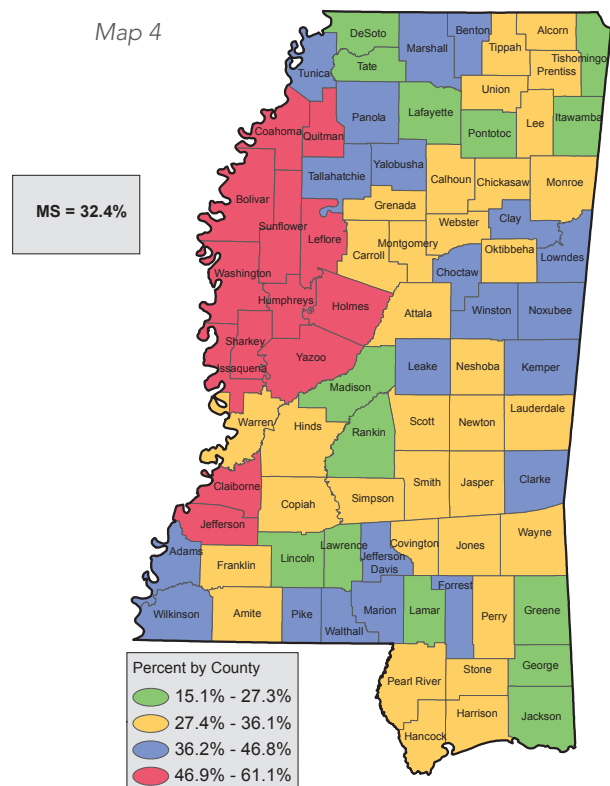 Map 4
DeSoto
Benton
Alcorn
Tippah
Marshall
Tunica
Tate
Tishomingo
Prentiss
Union
Panola
Lafayette
Itawamba
Lee
Pontotoc
Coahoma
Quitman
Yalobusha
Tallahatchie
Calhoun
Chickasaw
Monroe
Bolivar
Grenada
MS = 32.4%
Sunflower
Webster
Clay
Leflore
Montgomery
Oktibbeha
Carroll
Lowndes
Washington
Choctaw
Humphreys
Holmes
Attala
Winston
Noxubee
Sharkey
Yazoo
Issaquena
Leake
Neshoba
Kemper
Madison
Lauderdale
Warren
Hinds
Scott
Newton
Rankin
Claiborne
Smith
Jasper
Clarke
Simpson
Copiah
Jefferson
Wayne
Covington
Jones
Lawrence
Lincoln
Adams
Jefferson
Davis
Franklin
Forrest
Wilkinson
Amite
Pike
Marion
Lamar
Greene
Perry
Walthall
George
Stone
Pearl River
Harrison
Jackson
Hancock
Percent by County
15.1% - 27.3%
27.4% - 36.1%
36.2% - 46.8%
46.9% - 61.1%